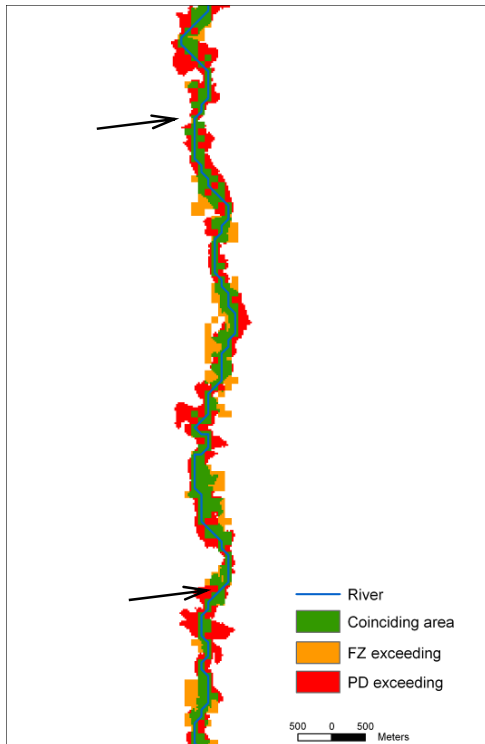 River
Coinciding area
FZ exceeding
PD exceeding
500 0 500
Meters